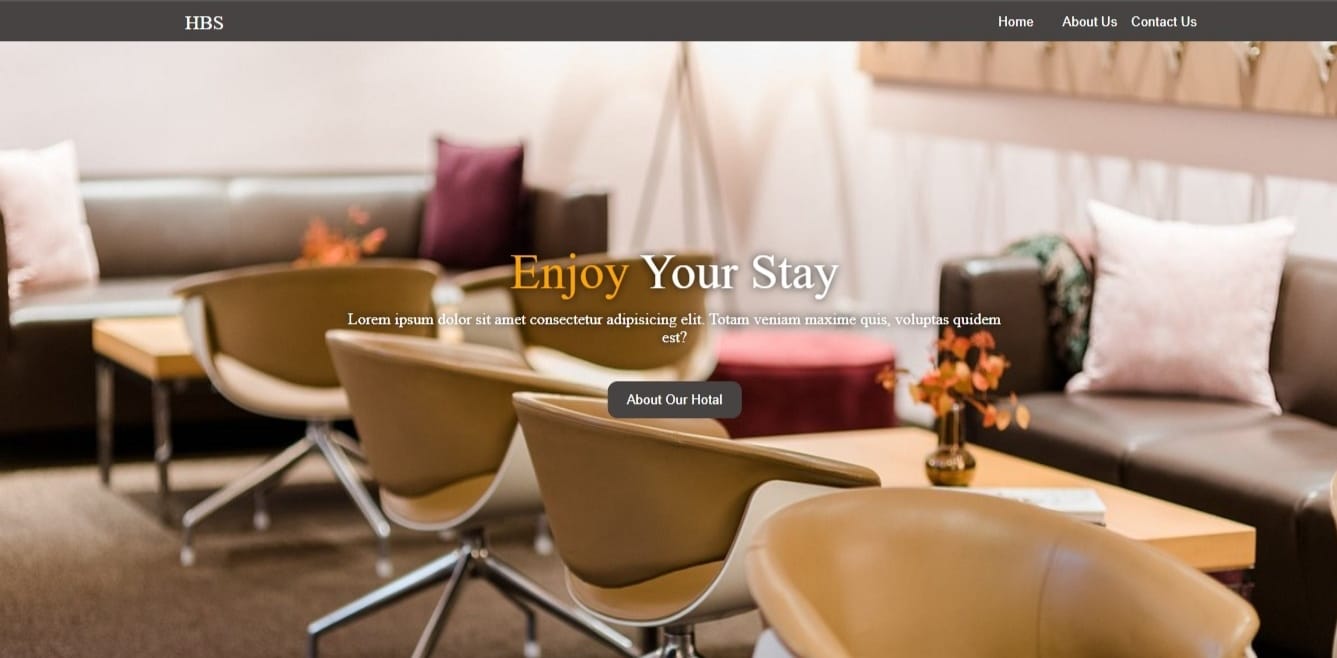 HBS
Home About Us Contact Us
Enjoy Your Stay
Lorem ipsum dolor sit amet consectetur adipisicing elit. Totam veniam maxime quis, voluptas quidem
est?
About Our Hotal